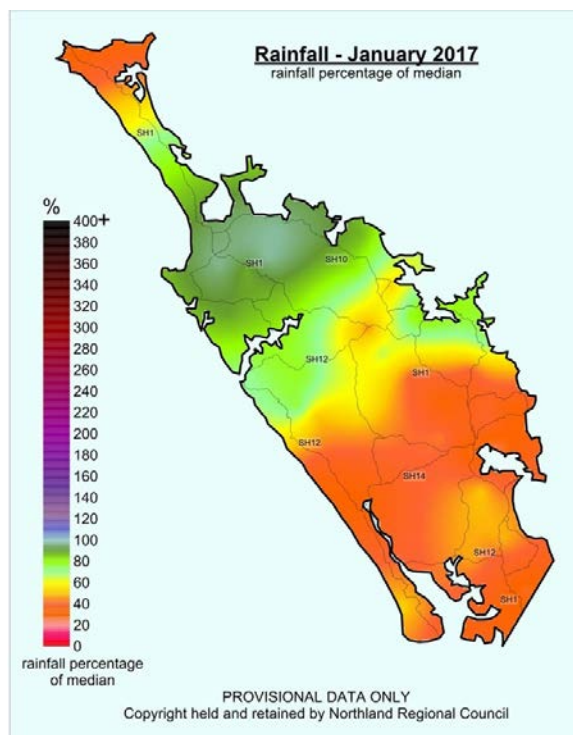 Rainfall - January 2017
rainfall percentage of median
SH1
%
400+
380
360
340
320
300
280
260
240
220
200
180
160
140
120
100
80
60
40
20
0
rainfall percentage
of median
SH1
SH10
SH12
SH1
SH12
SH14
SH12
SH1
PROVISIONAL DATA ONLY
Copyright held and retained by Northland Regional Council